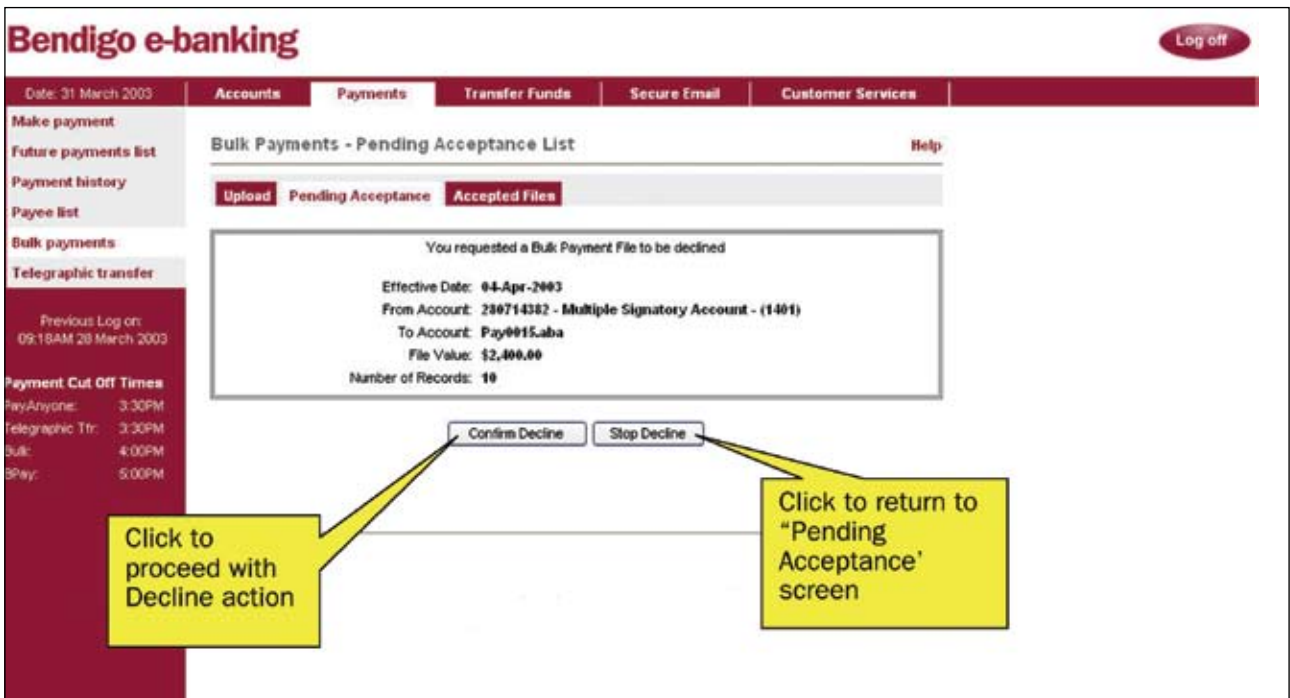 Bendigo e-banking
Log off
Date: 31 March 2003
Accounts
Payments
Transfer Funds
Secure Email
Customer Services
Make payment
Future payments list
Payment history
Payee list
Bulk payments
Telegraphic transfer
Previous Log on:
09:18AM 28 March 2003
Payment Cut Off Times
PayAnyone: 3:30PM
Telegraphic Tfr: 3:30PM
Bulk: 4:00PM
BPay: 5:00PM
Bulk Payments - Pending Acceptance List
Help
Upload
Pending Acceptance
Accepted Files
You requested a Bulk Payment File to be declined
Effective Date: 04-Apr-2003
From Account: 280714382 - Multiple Signatory Account - (1401)
To Account: Pay0015.aba
File Value: $2,400.00
Number of Records: 10
Confirm Decline
Stop Decline
Click to
proceed with
Decline action
Click to return to
“Pending
Acceptance’
screen